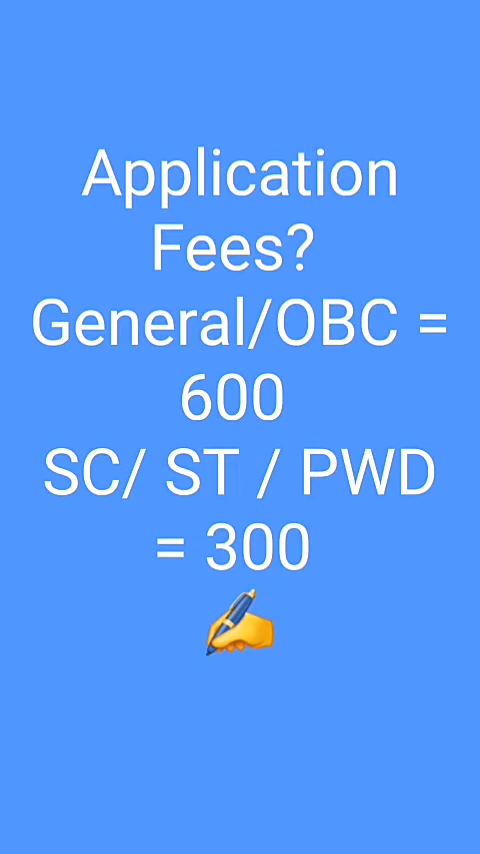 Application
Fees?
General/OBC =
600
SC/ ST / PWD
= 300
✍️